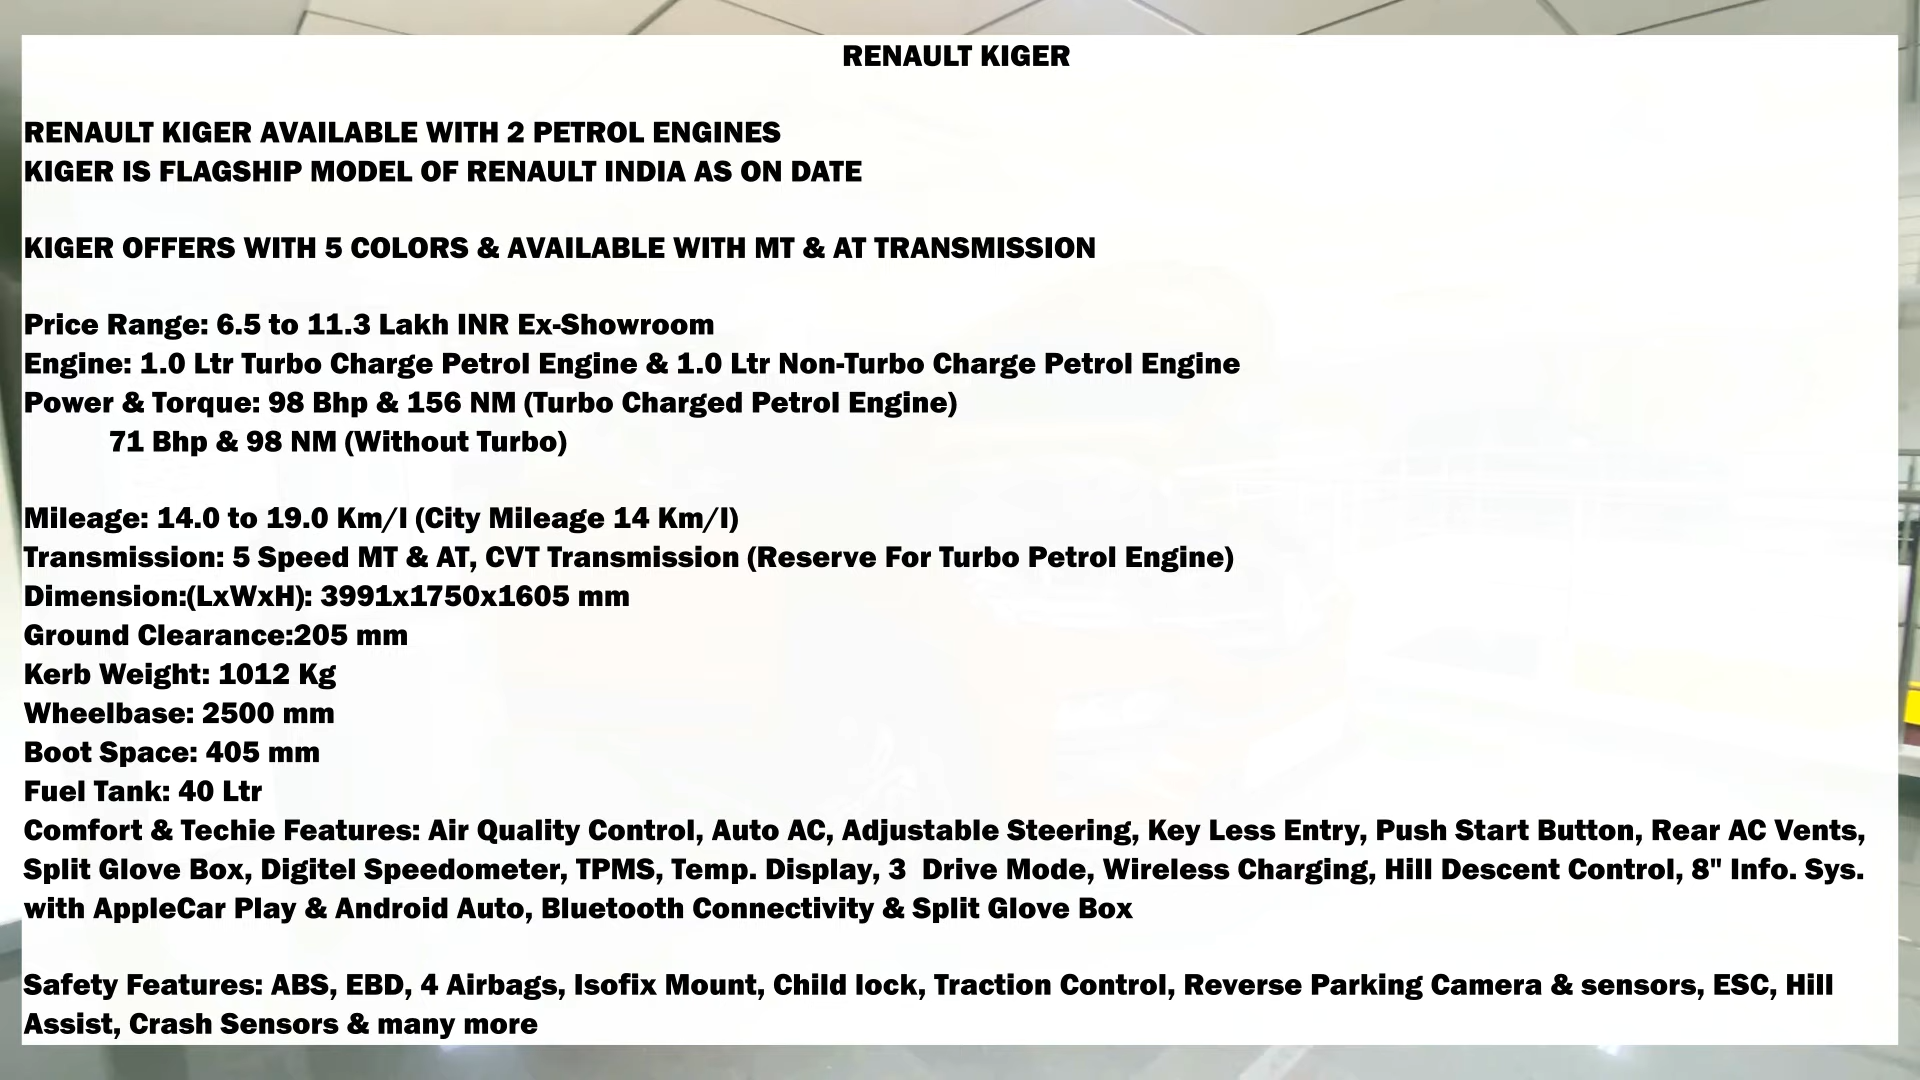 RENAULT KIGER
RENAULT KIGER AVAILABLE WITH 2 PETROL ENGINES
KIGER IS FLAGSHIP MODEL OF RENAULT INDIA AS ON DATE
KIGER OFFERS WITH 5 COLORS & AVAILABLE WITH MT & AT TRANSMISSION
Price Range: 6.5 to 11.3 Lakh INR Ex-Showroom
Engine: 1.0 Ltr Turbo Charge Petrol Engine & 1.0 Ltr Non-Turbo Charge Petrol Engine
Power & Torque: 98 Bhp & 156 NM (Turbo Charged Petrol Engine)
71 Bhp & 98 NM (Without Turbo)
Mileage: 14.0 to 19.0 Km/l (City Mileage 14 Km/l)
Transmission: 5 Speed MT & AT, CVT Transmission (Reserve For Turbo Petrol Engine)
Dimension:(LxWxH): 3991x1750x1605 mm
Ground Clearance:205 mm
Kerb Weight: 1012 Kg
Wheelbase: 2500 mm
Boot Space: 405 mm
Fuel Tank: 40 Ltr
Comfort & Techie Features: Air Quality Control, Auto AC, Adjustable Steering, Key Less Entry, Push Start Button, Rear AC Vents,
Split Glove Box, Digitel Speedometer, TPMS, Temp. Display, 3  Drive Mode, Wireless Charging, Hill Descent Control, 8" Info. Sys.
with AppleCar Play & Android Auto, Bluetooth Connectivity & Split Glove Box
Safety Features: ABS, EBD, 4 Airbags, Isofix Mount, Child lock, Traction Control, Reverse Parking Camera & sensors, ESC, Hill
Assist, Crash Sensors & many more